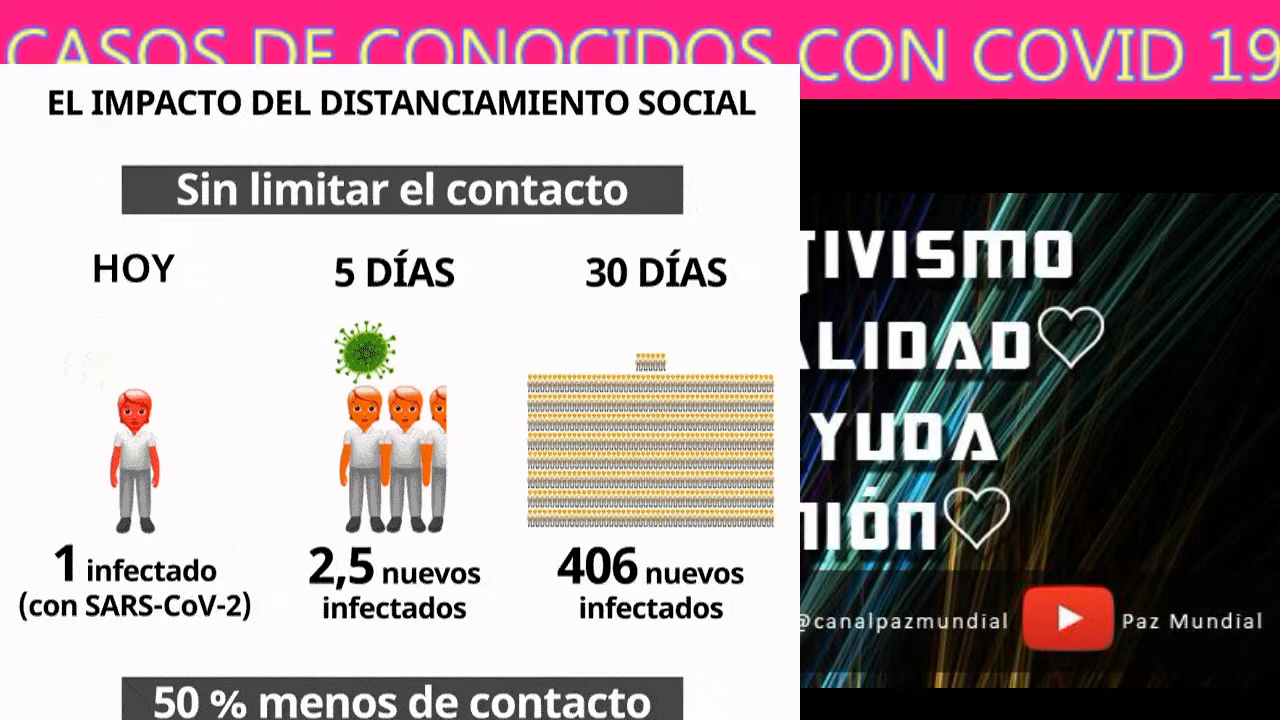 CASOS DE CONOCIDOS CON COVID 19
EL IMPACTO DEL DISTANCIAMIENTO SOCIAL
Sin limitar el contacto
HOY
5 DÍAS
30 DÍAS
1 infectado
(con SARS-CoV-2)
2,5 nuevos
infectados
406 nuevos
infectados
50 % menos de contacto
TIVISMO
ALIDAD♡
YUDA
NIÓN♡
@canalpazmundial
Paz Mundial